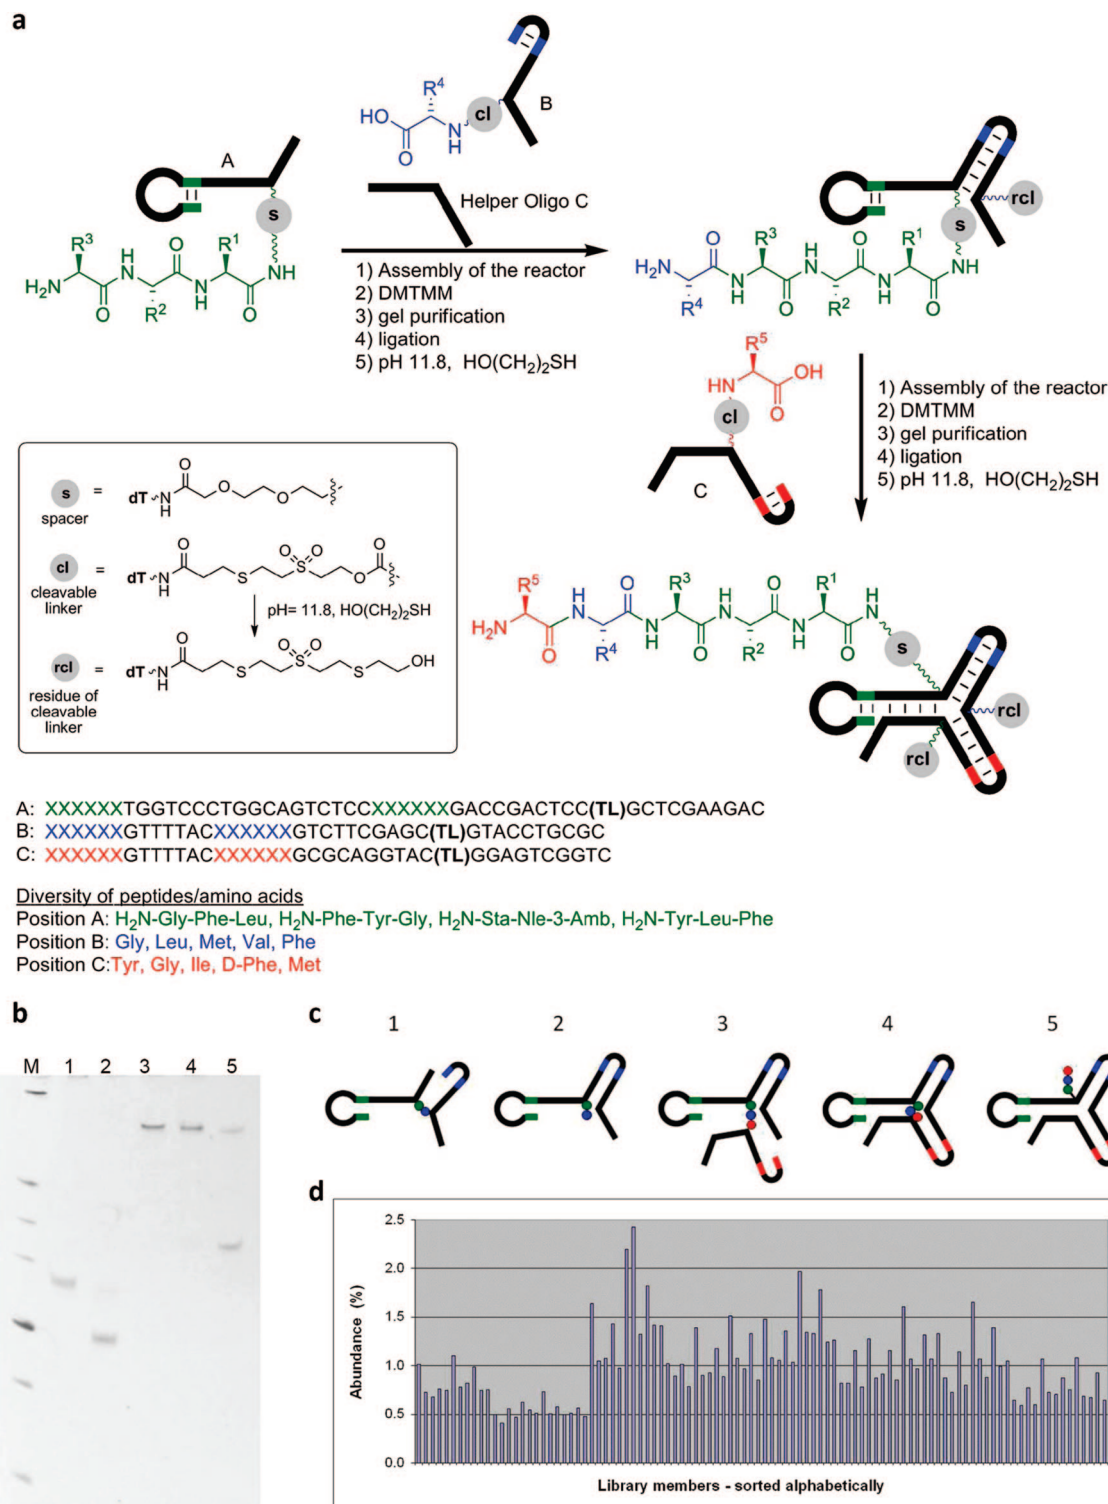 a
R⁴
HO
O
N
H
cl
B
A
Helper Oligo C
s
R³
O
R¹
H₂N
H
N
N
H
NH
O
R²
O
1) Assembly of the reactor
2) DMTMM
3) gel purification
4) ligation
5) pH 11.8, HO(CH₂)₂SH
rcl
s
O
R³
O
R¹
H₂N
N
H
H
N
N
H
NH
R⁴
O
R²
O
R⁵
HN
OH
O
cl
C
1) Assembly of the reactor
2) DMTMM
3) gel purification
4) ligation
5) pH 11.8, HO(CH₂)₂SH
s = dT N H O O O
spacer
cl = dT N H O S O O S O O
cleavable
linker
pH= 11.8, HO(CH₂)₂SH
rcl = dT N H O S O O S S OH
residue of
cleavable
linker
R⁵
H
N
O
R³
H
N
O
R¹
H
N
H₂N
O
R⁴
N
H
O
R²
N
H
O
s
rcl
rcl
A: XXXXXXTGGTCCCTGGCAGTCTCCXXXXXXGACCGACTCC(TL)GCTCGAAGAC
B: XXXXXXGTTTTACXXXXXXGTCTTCGAGC(TL)GTACCTGCGC
C: XXXXXXGTTTTACXXXXXXGCGCAGGTAC(TL)GGAGTCGGTC
Diversity of peptides/amino acids
Position A: H₂N-Gly-Phe-Leu, H₂N-Phe-Tyr-Gly, H₂N-Sta-Nle-3-Amb, H₂N-Tyr-Leu-Phe
Position B: Gly, Leu, Met, Val, Phe
Position C:Tyr, Gly, Ile, D-Phe, Met
b
M 1 2 3 4 5
c
1 2 3 4 5
d
2.5
2.0
1.5
1.0
0.5
0.0
Abundance (%)
Library members - sorted alphabetically